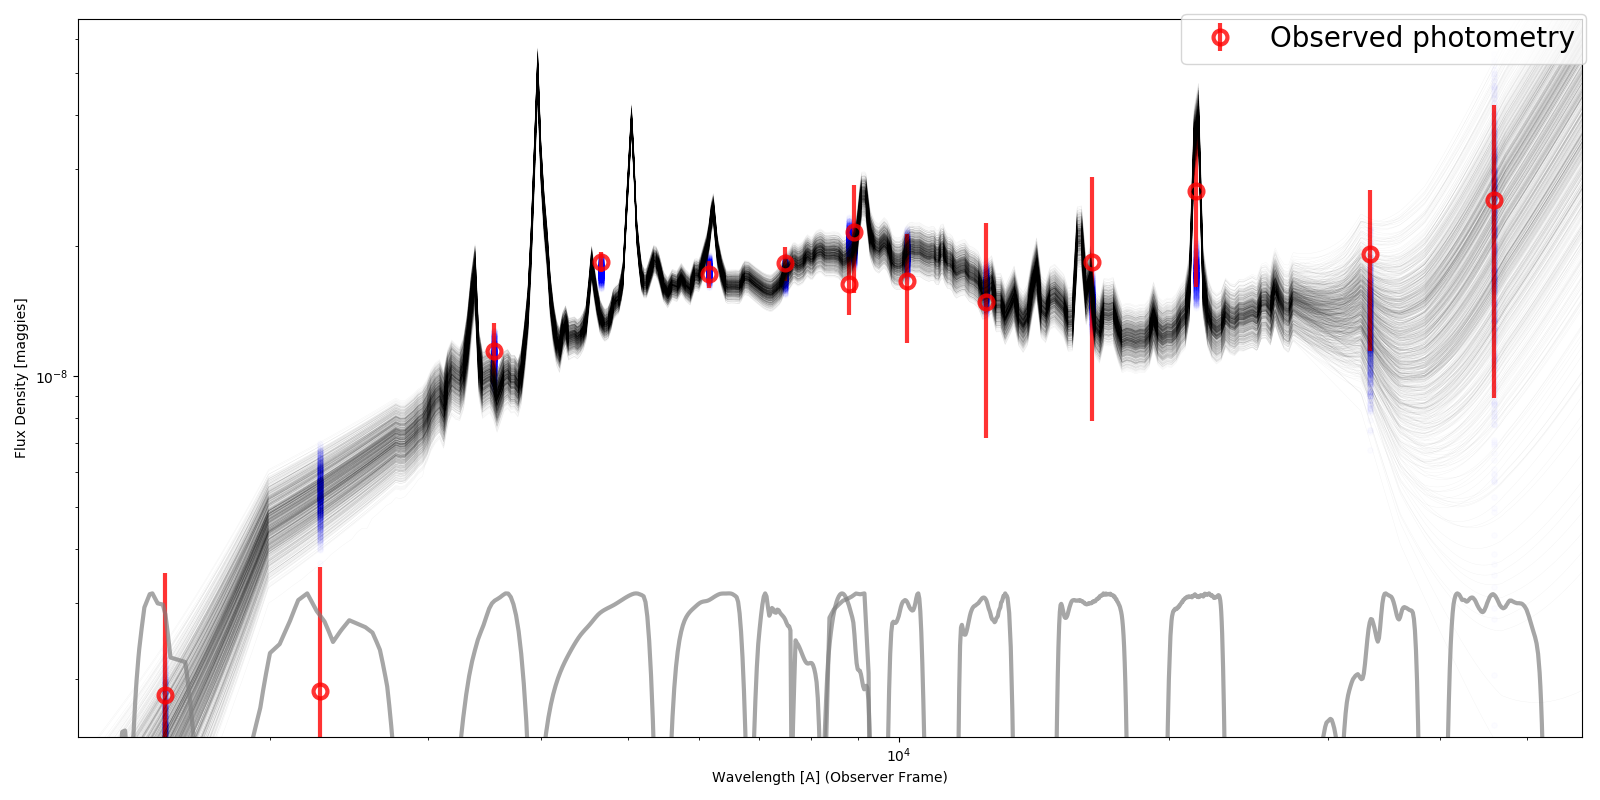 Observed photometry
Flux Density [maggies]
10⁻⁸
10⁴
Wavelength [A] (Observer Frame)